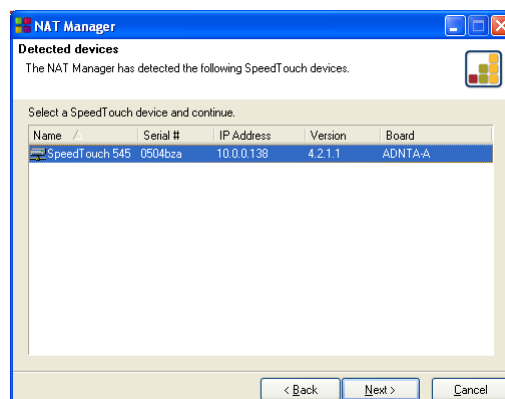 NAT Manager
Detected devices
The NAT Manager has detected the following SpeedTouch devices.
Select a SpeedTouch device and continue.
Name Serial # IP Address Version Board
SpeedTouch 545 0504bza 10.0.0.138 4.2.1.1 ADNTA-A
< Back Next > Cancel